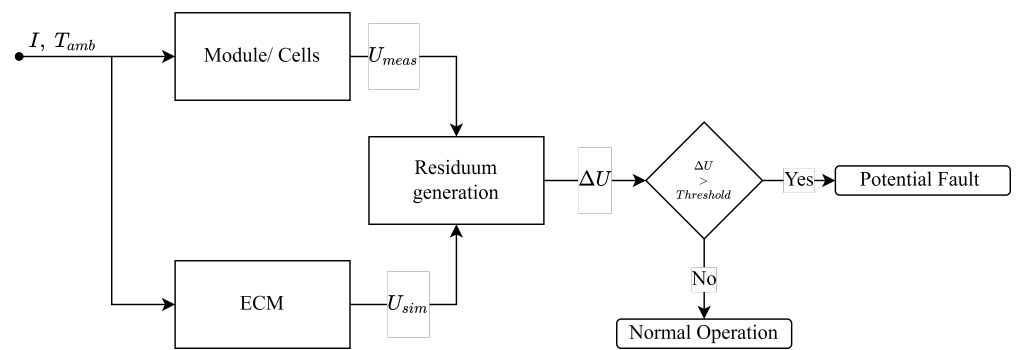 I, T_amb
Module/ Cells
U_meas
Residuum
generation
ΔU
ΔU
>
Threshold
Yes
Potential Fault
ECM
U_sim
No
Normal Operation